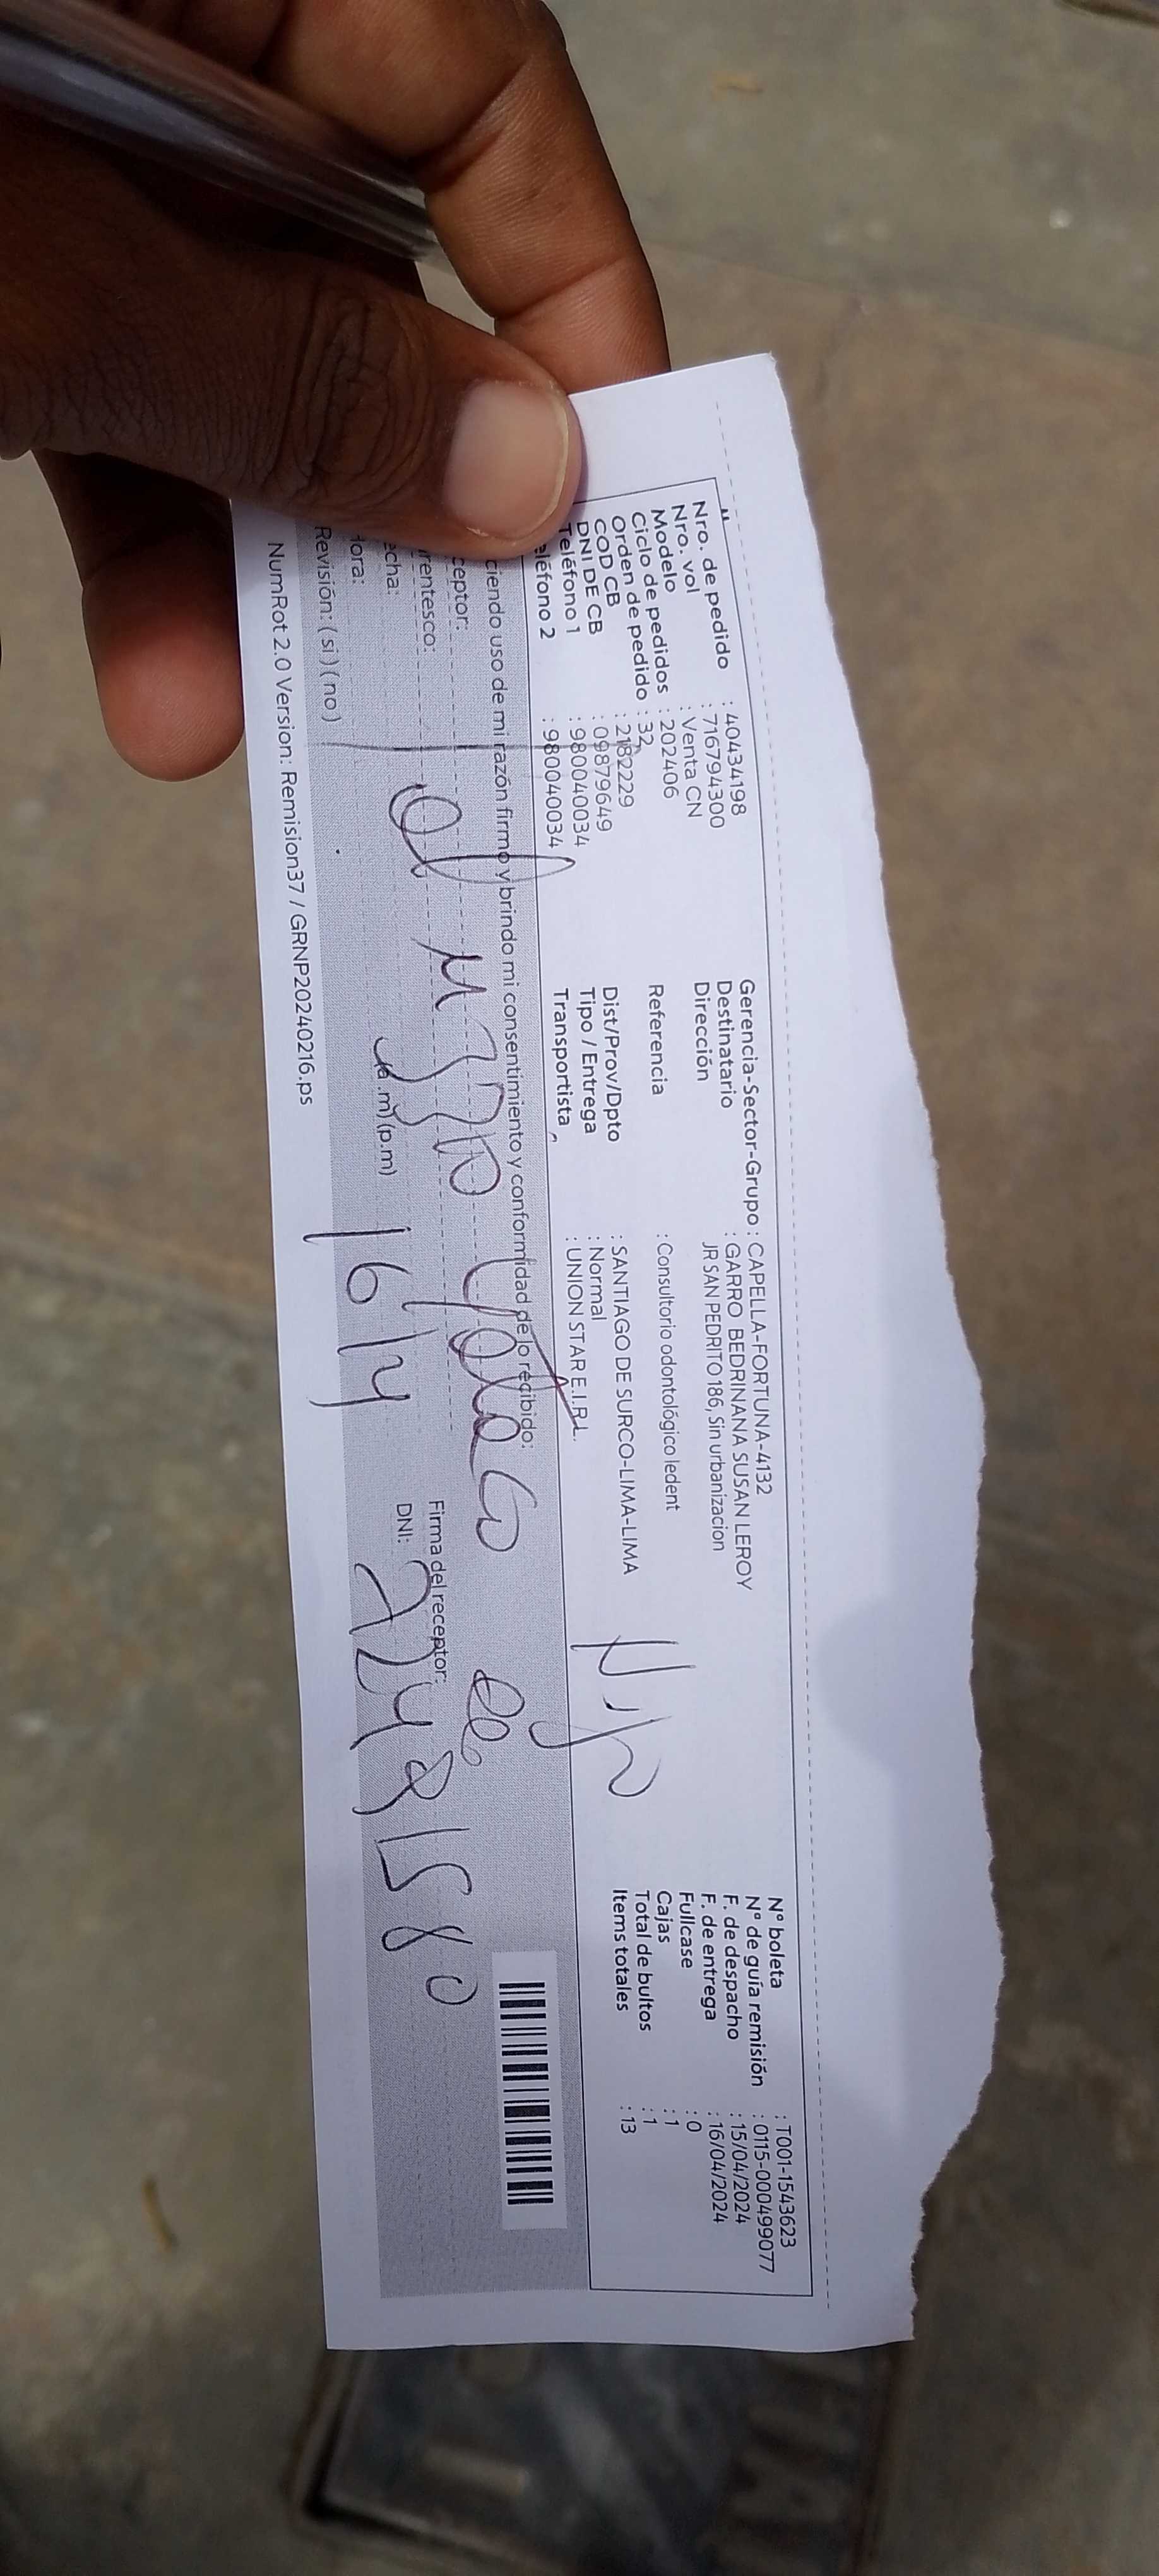 Nro. de pedido : 40434198
Nro. vol : 716794300
Modelo : Venta CN
Ciclo de pedidos : 202406
Orden de pedido : 32
COD CB : 2182229
DNI DE CB : 09879649
Teléfono 1 : 980040034
eléfono 2 : 980040034
Gerencia-Sector-Grupo : CAPELLA-FORTUNA-4132
Destinatario : GARRO BEDRINANA SUSAN LEROY
Dirección JR SAN PEDRITO 186, Sin urbanizacion
Referencia : Consultorio odontológico ledent
Dist/Prov/Dpto : SANTIAGO DE SURCO-LIMA-LIMA
Tipo / Entrega : Normal
Transportista : UNION STAR E.I.R.L.
N° boleta : T001-1543623
N° de guía remisión : 0115-000499077
F. de despacho : 15/04/2024
F. de entrega : 16/04/2024
Fullcase : 0
Cajas : 1
Total de bultos : 1
Items totales : 13
ciendo uso de mi razón firmo y brindo mi consentimiento y conformidad de lo recibido:
ceptor:
rentesco:
echa:
Hora: (a.m) (p.m)
16/4
Firma del receptor:
DNI: 72481580
Revisión: ( si ) ( no )
NumRot 2.0 Version: Remision37 / GRNP20240216.ps